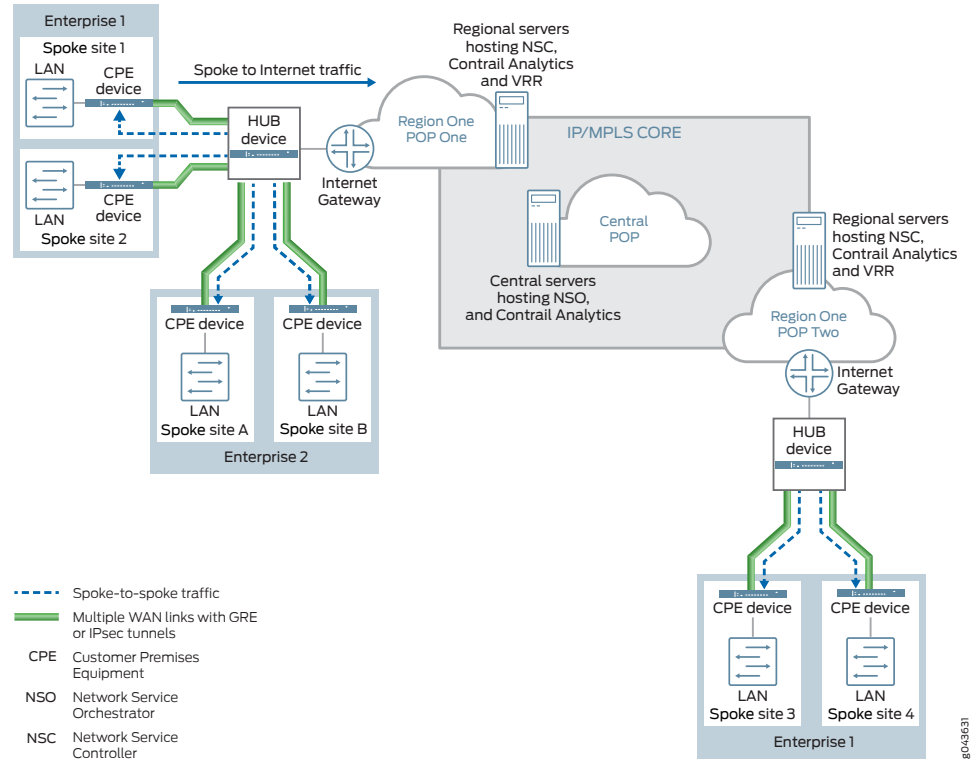 Enterprise 1
Spoke site 1
LAN
CPE
device
Spoke to Internet traffic
HUB
device
LAN
CPE
device
Spoke site 2
Internet
Gateway
Region One
POP One
Regional servers
hosting NSC,
Contrail Analytics
and VRR
IP/MPLS CORE
Central
POP
Central servers
hosting NSO,
and Contrail Analytics
Regional servers
hosting NSC,
Contrail Analytics
and VRR
Region One
POP Two
Internet
Gateway
HUB
device
CPE device
CPE device
LAN
LAN
Spoke site A
Spoke site B
Enterprise 2
CPE device
CPE device
LAN
LAN
Spoke site 3
Spoke site 4
Enterprise 1
Spoke-to-spoke traffic
Multiple WAN links with GRE
or IPsec tunnels
CPE Customer Premises
Equipment
NSO Network Service
Orchestrator
NSC Network Service
Controller
g043631